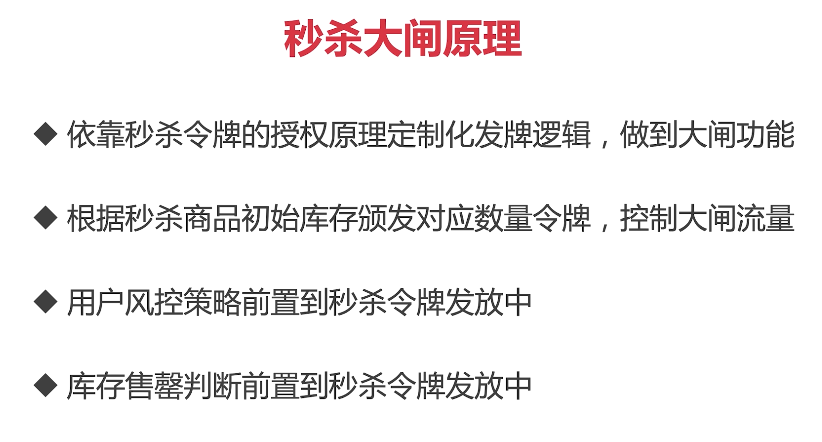 秒杀大闸原理
◆ 依靠秒杀令牌的授权原理定制化发牌逻辑，做到大闸功能
◆ 根据秒杀商品初始库存颁发对应数量令牌，控制大闸流量
◆ 用户风控策略前置到秒杀令牌发放中
◆ 库存售罄判断前置到秒杀令牌发放中